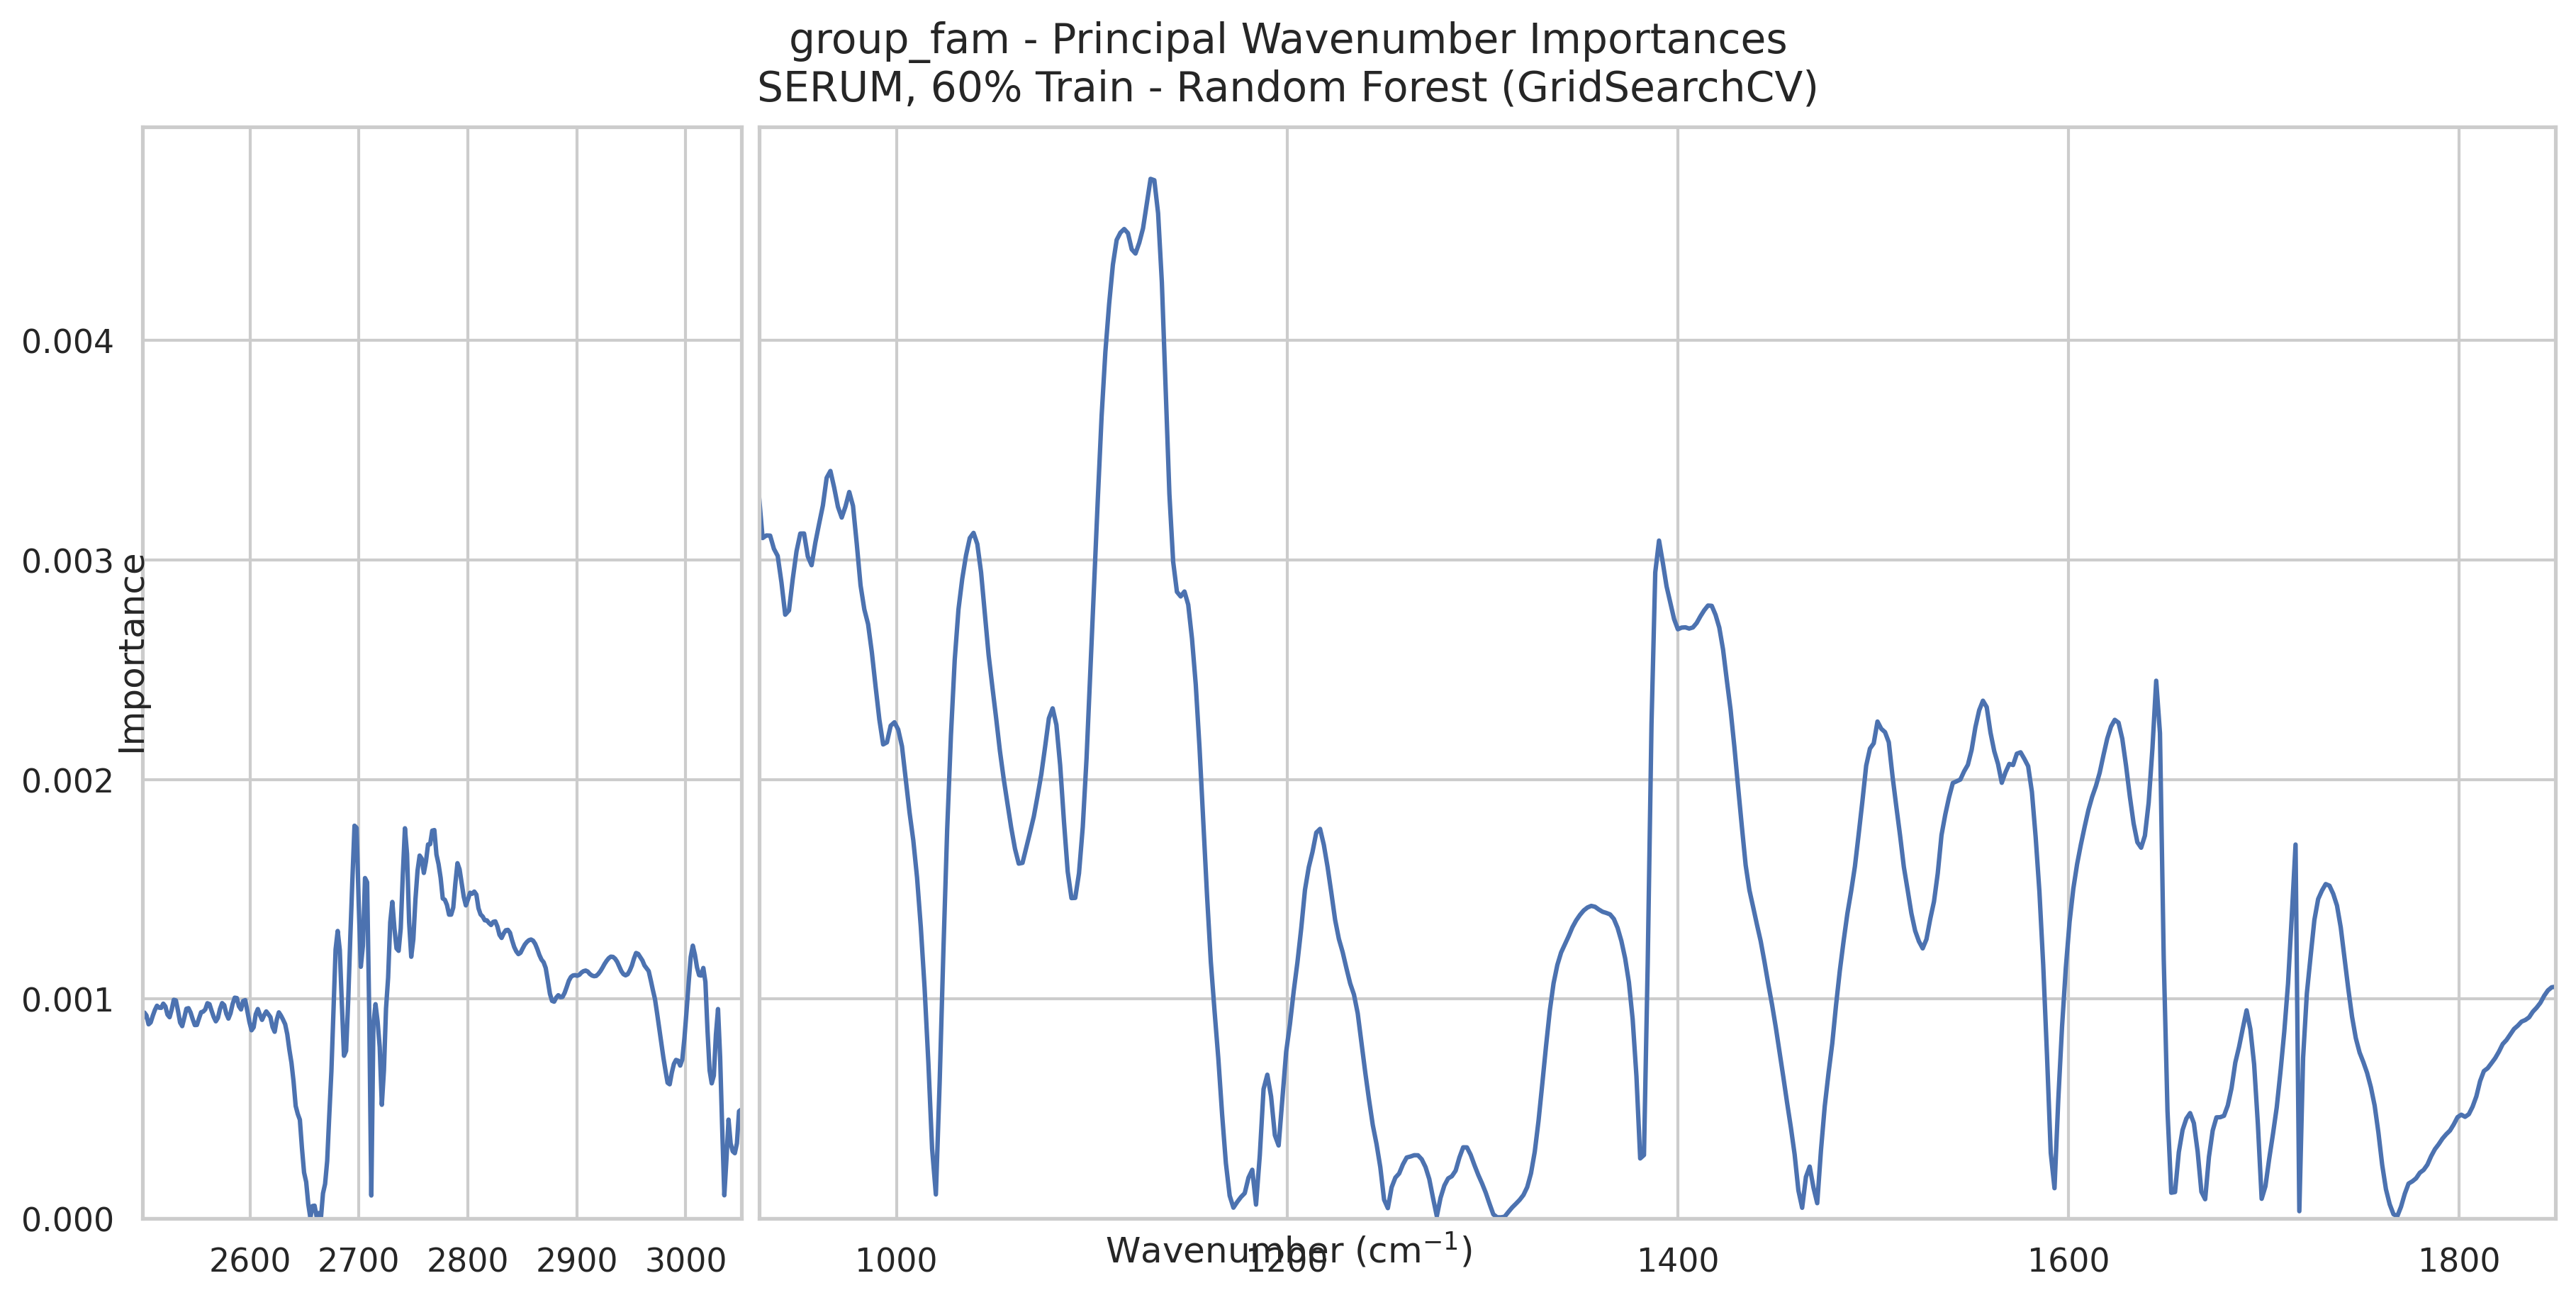 group_fam - Principal Wavenumber Importances
SERUM, 60% Train - Random Forest (GridSearchCV)
Importance
0.004
0.003
0.002
0.001
0.000
2600 2700 2800 2900 3000 1000 1200 1400 1600 1800
Wavenumber (cm⁻¹)